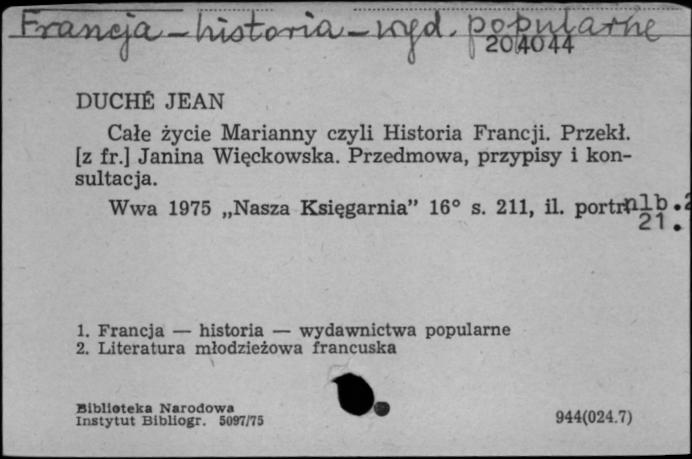 Francja – historia – wyd. popularne
204044
DUCHÉ JEAN
Całe życie Marianny czyli Historia Francji. Przekł.
[z fr.] Janina Więckowska. Przedmowa, przypisy i kon-
sultacja.
Wwa 1975 „Nasza Księgarnia” 16° s. 211, il. portr nlb.2
21.
1. Francja — historia — wydawnictwa popularne
2. Literatura młodzieżowa francuska
Biblioteka Narodowa
Instytut Bibliogr. 5097/75
944(024.7)